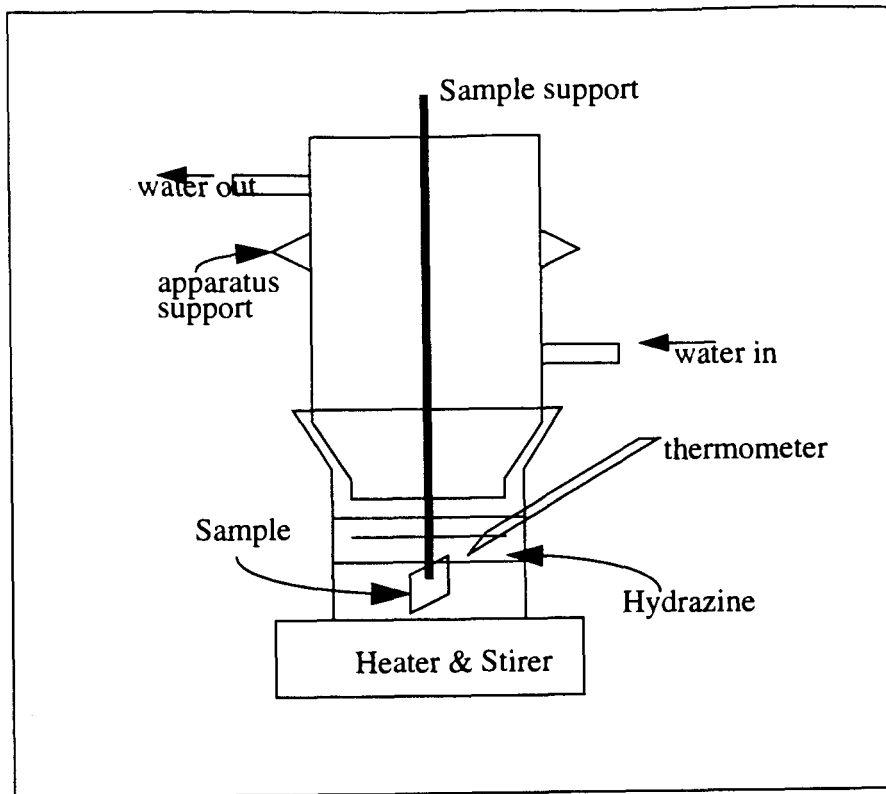 Sample support
water out
apparatus
support
water in
thermometer
Sample
Hydrazine
Heater & Stirer